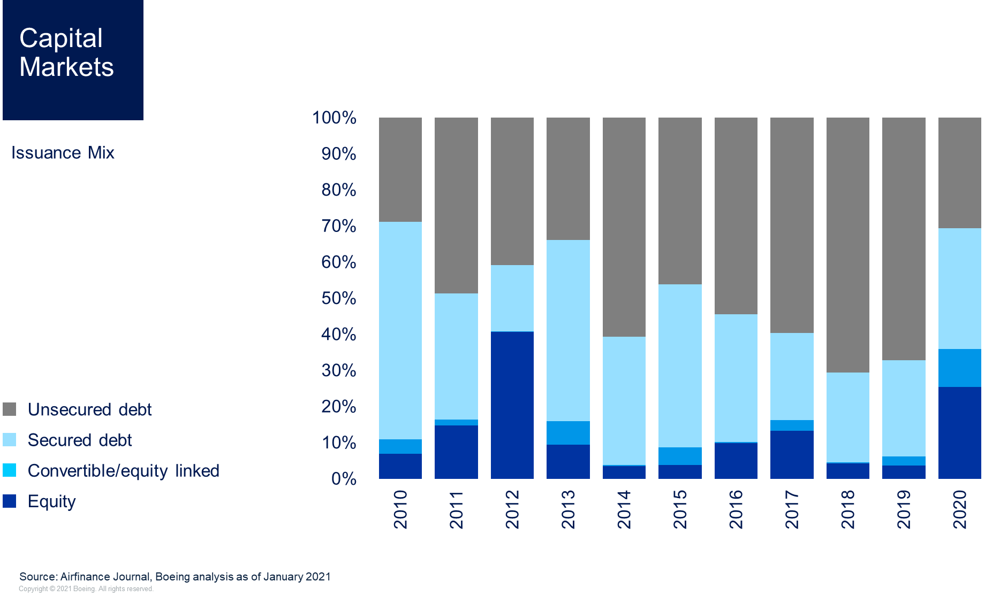 Capital
Markets
Issuance Mix
100%
90%
80%
70%
60%
50%
40%
30%
20%
10%
0%
Unsecured debt
Secured debt
Convertible/equity linked
Equity
2010
2011
2012
2013
2014
2015
2016
2017
2018
2019
2020
Source: Airfinance Journal, Boeing analysis as of January 2021
Copyright © 2021 Boeing. All rights reserved.